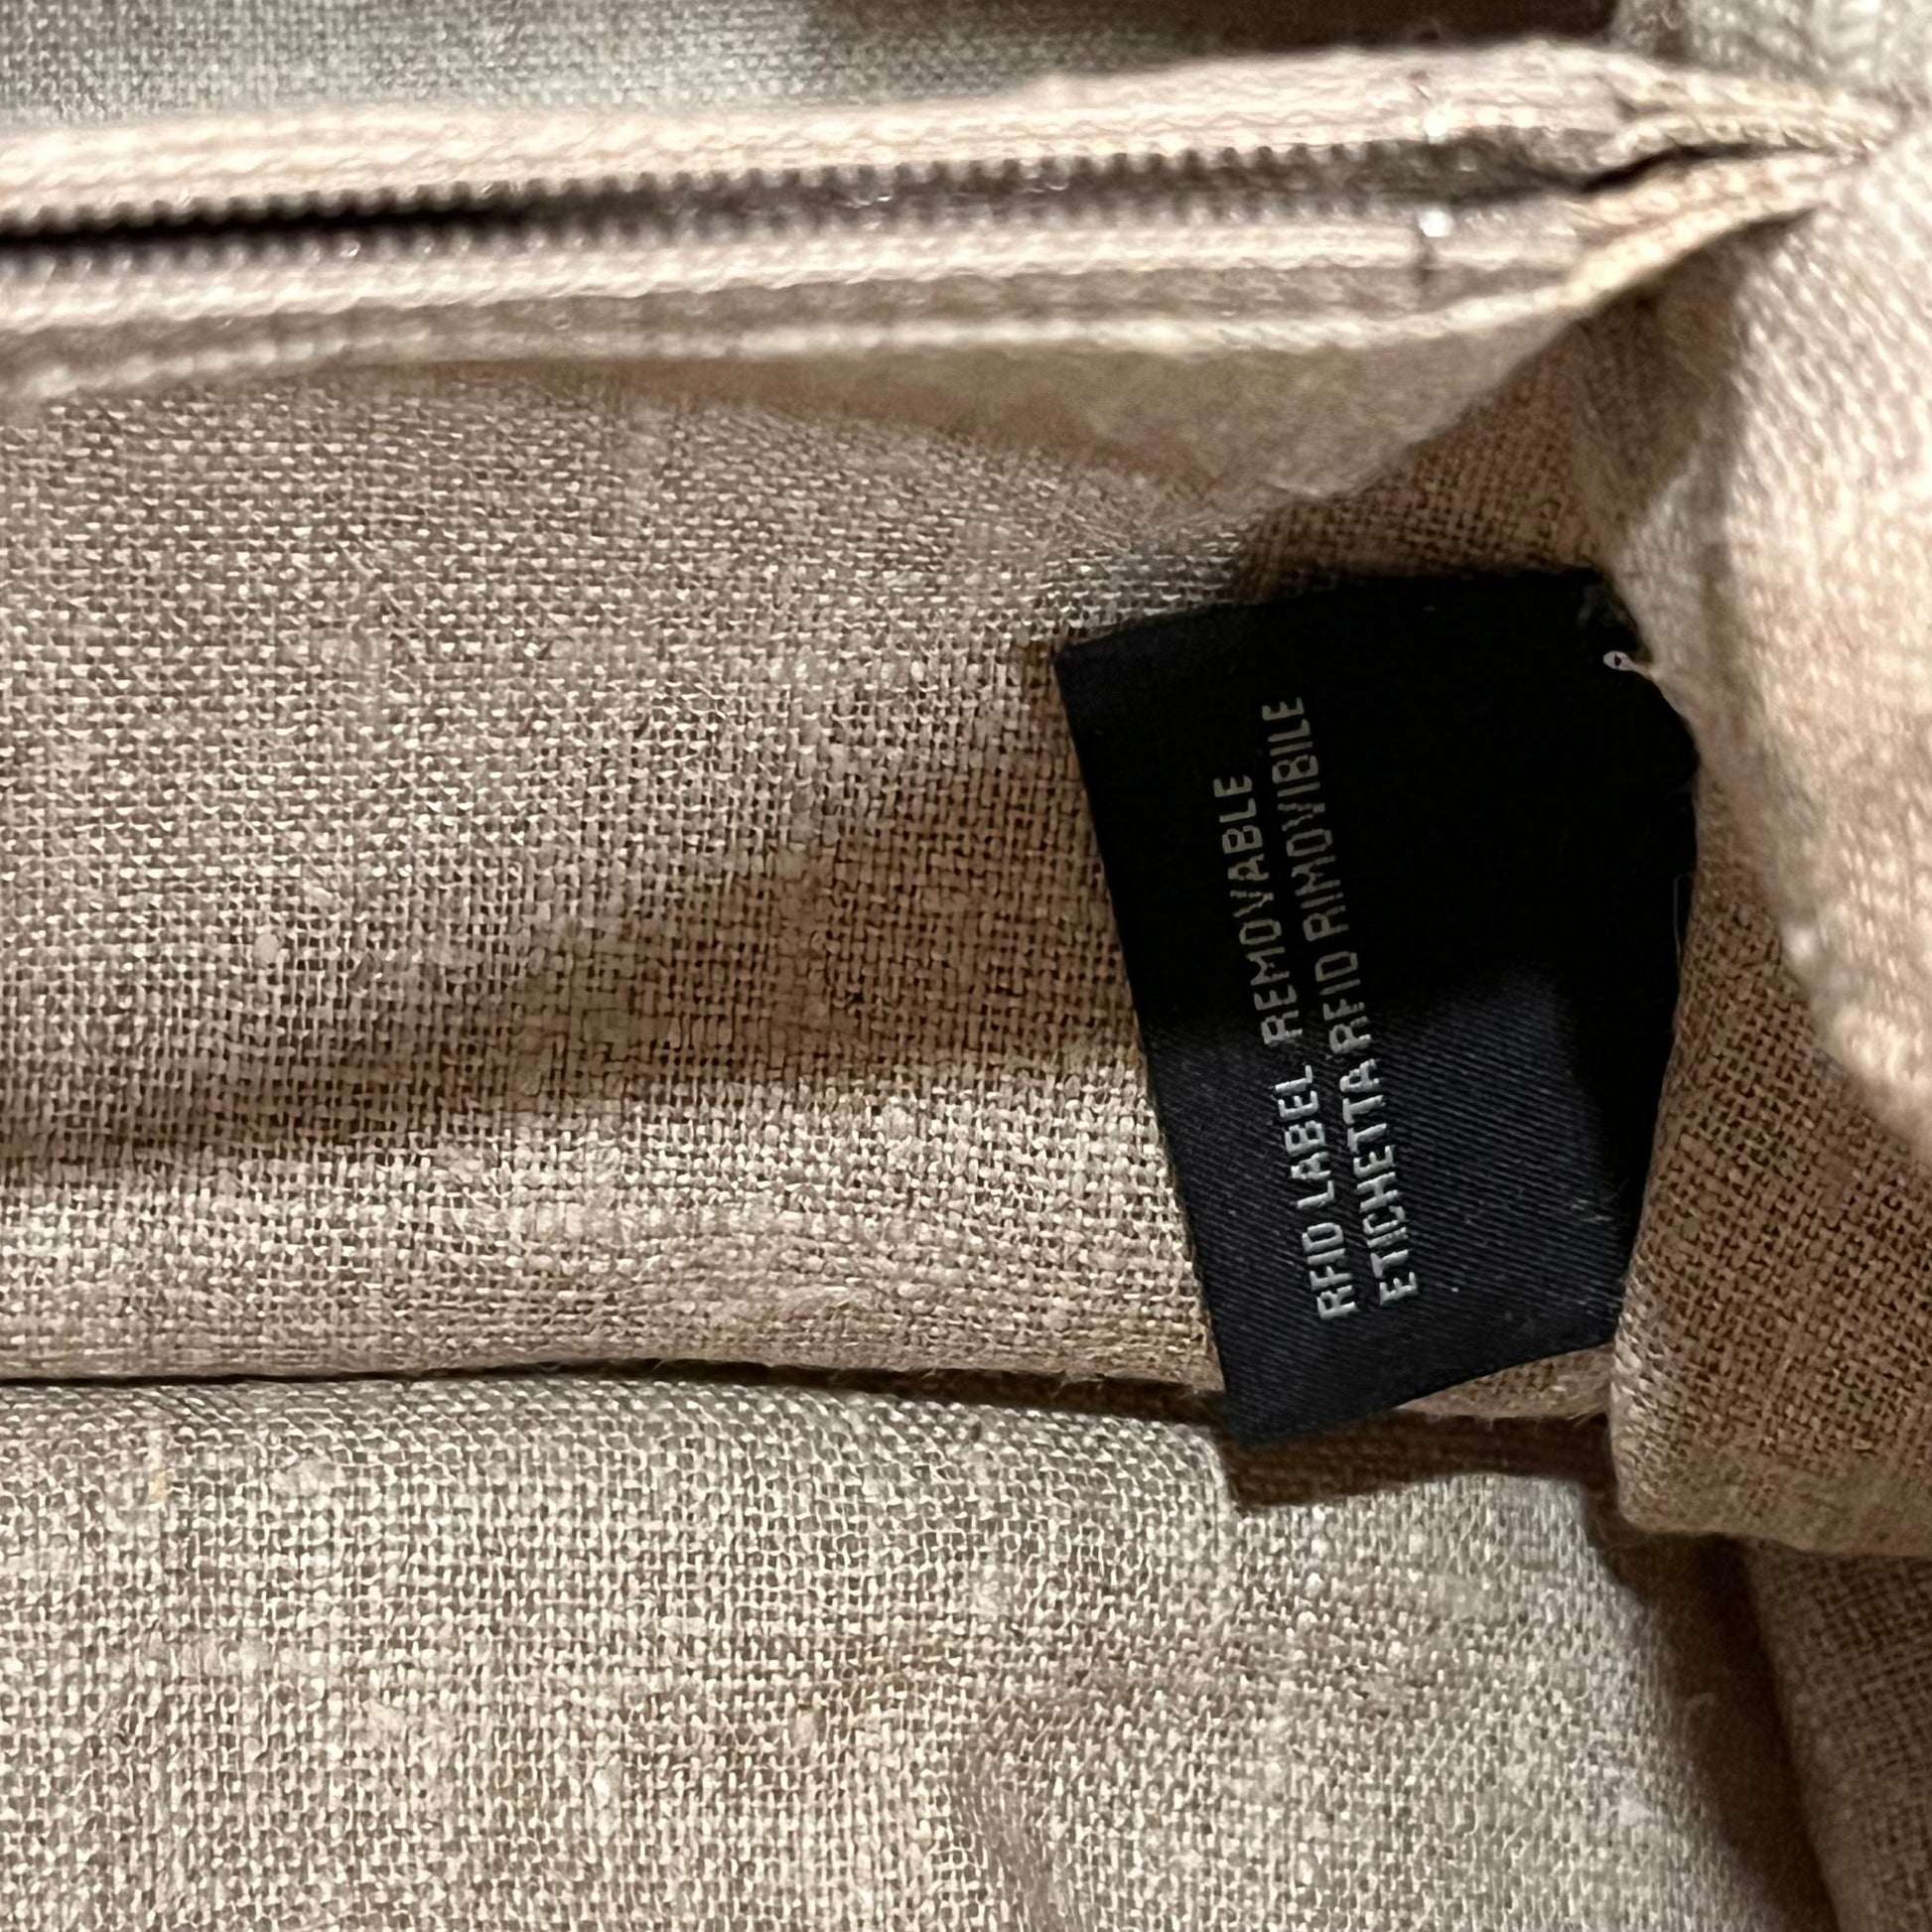 RFID LABEL REMOVABLE
ETICHETTA RFID RIMOVIBILE